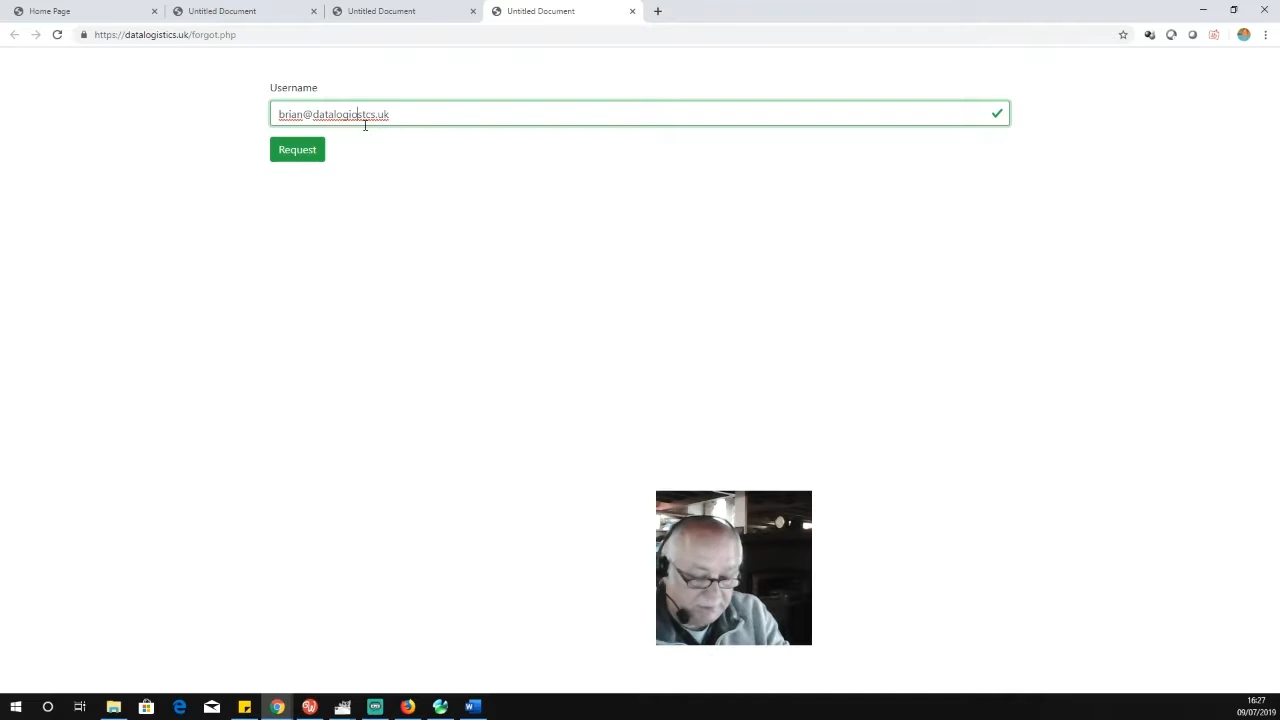 Home Page
Untitled Document
Untitled Document
Untitled Document
https://datalogistics.uk/forgot.php
Username
brian@datalogiostcs.uk
Request
16:27
09/07/2019